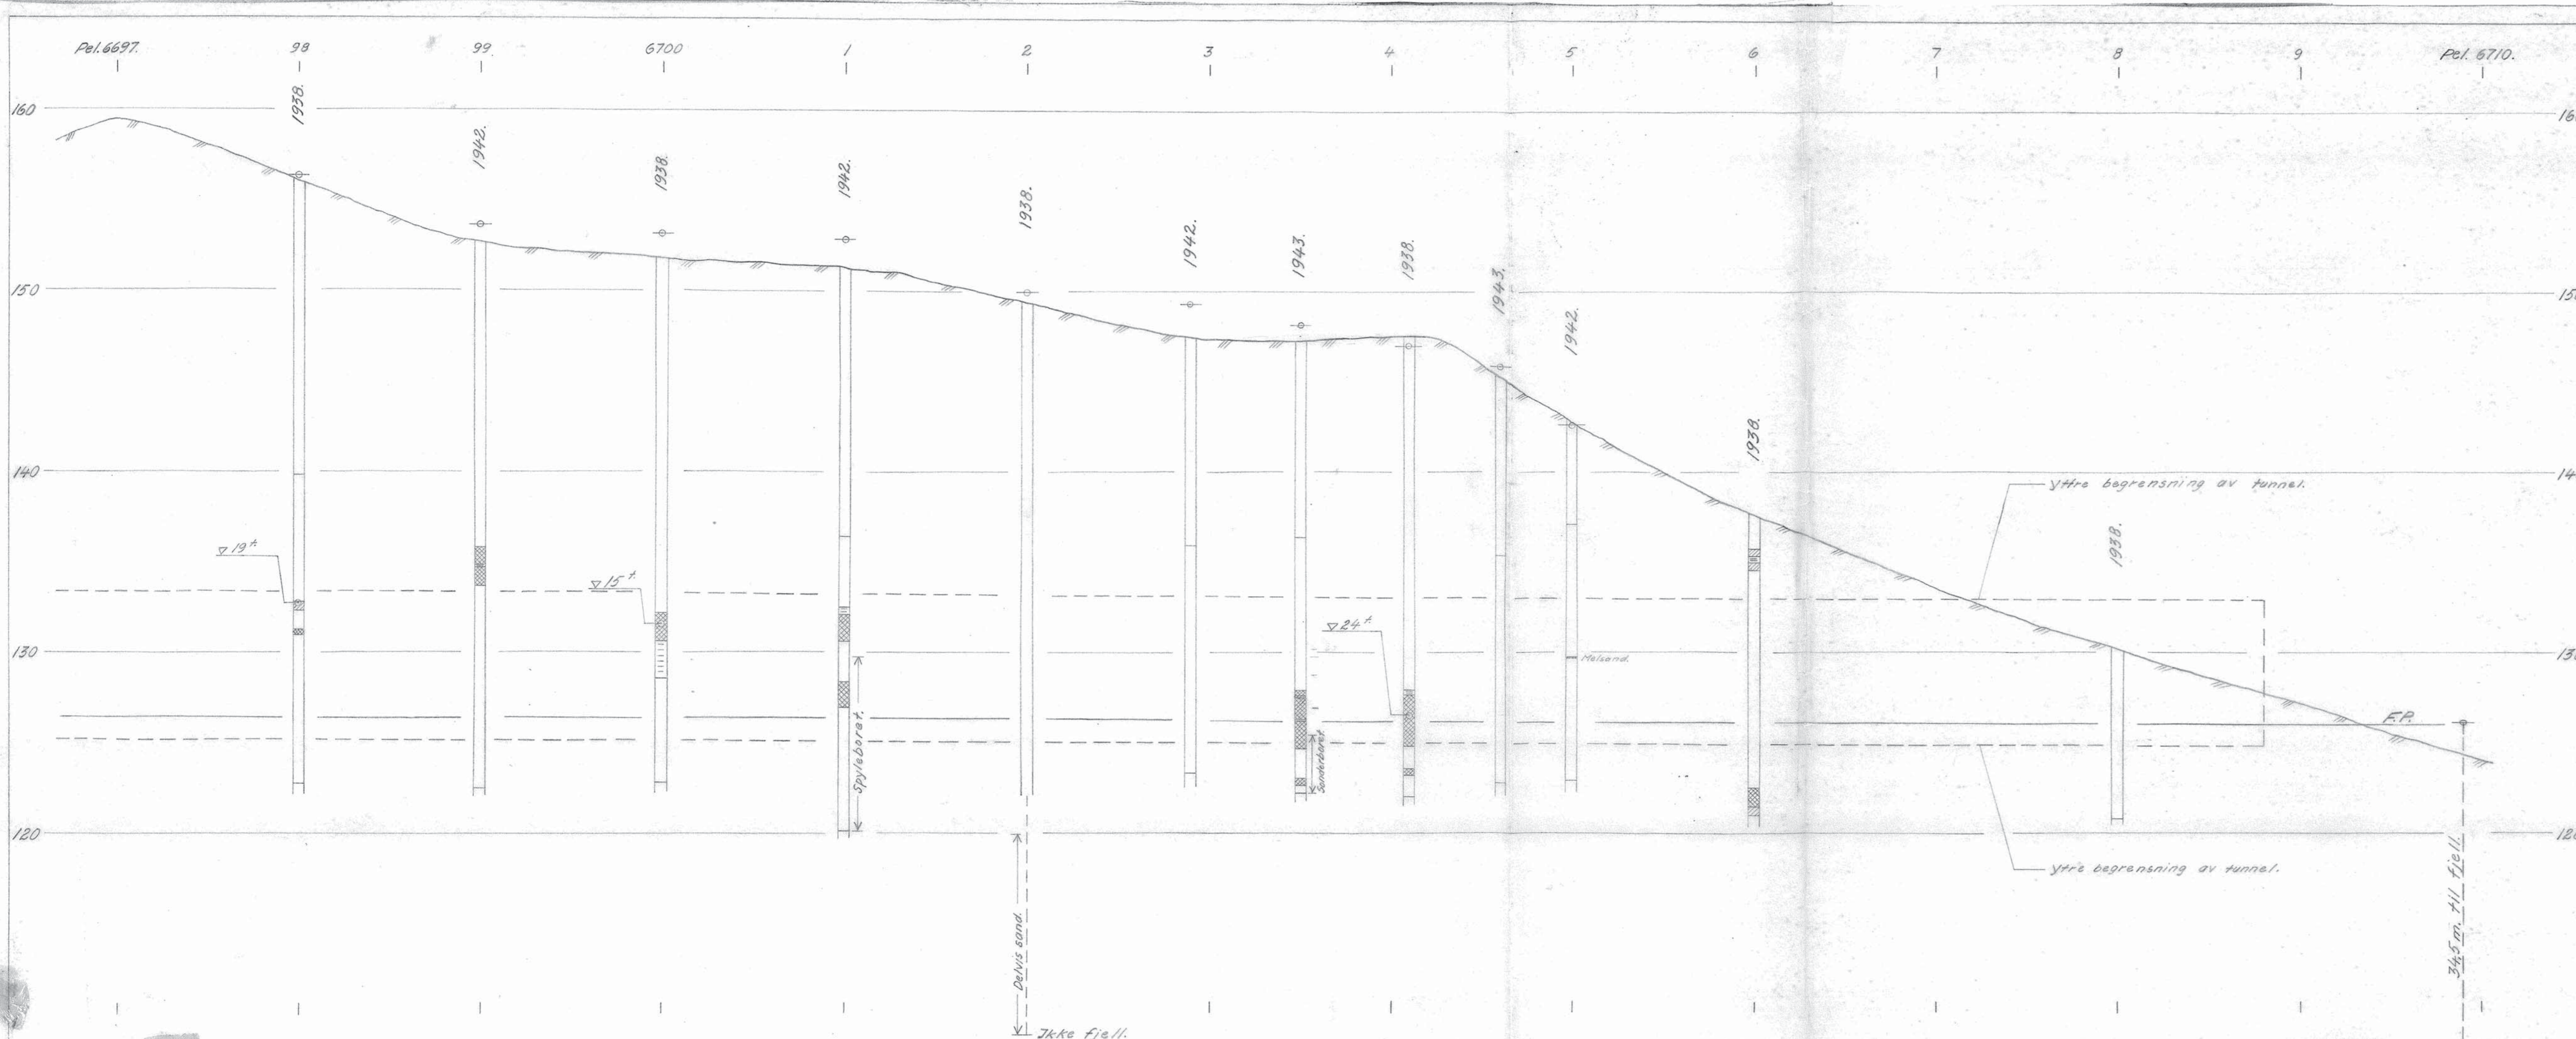 Pel. 6697. 98 99. 6700 1 2 3 4 5 6 7 8 9 Pel. 6710.
160
1938. 1942. 1938. 1942. 1938. 1942. 1943. 1938. 1943. 1942. 1938. 1938.
150
140
130
120
▽ 19 t.
▽ 15 t.
▽ 24 t.
Yttre begrensning av tunnel.
Melsand.
Spyleboret.
Sonderboret.
F.P.
Ytre begrensning av tunnel.
Delvis sand.
Ikke fjell.
34,5 m. til fjell.